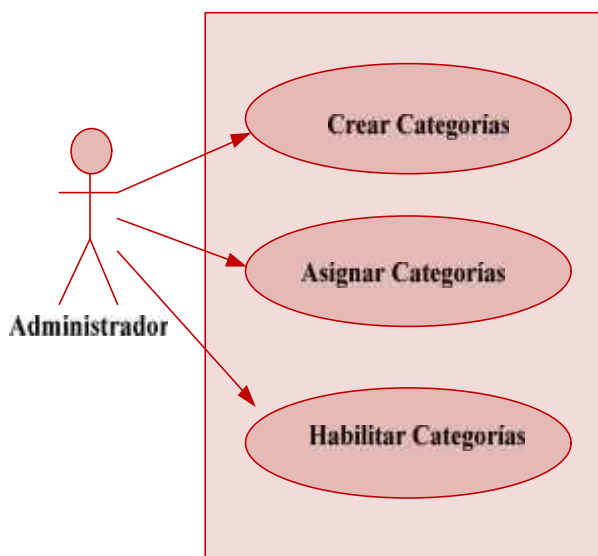 Crear Categorías
Asignar Categorías
Administrador
Habilitar Categorías